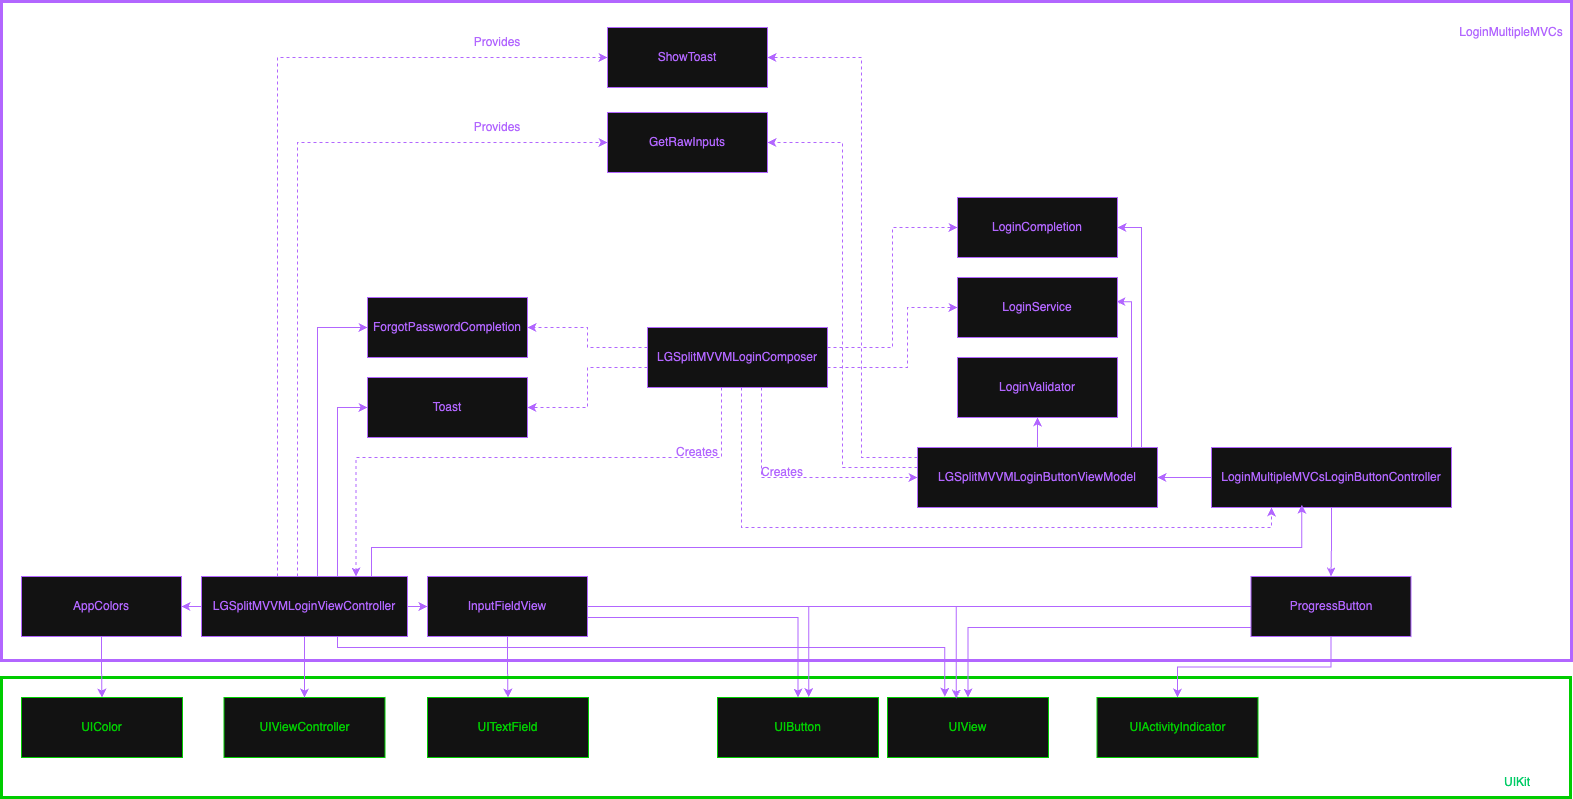 Provides
LoginMultipleMVCs
ShowToast
Provides
GetRawInputs
LoginCompletion
LoginService
ForgotPasswordCompletion
LGSplitMVVMLoginComposer
LoginValidator
Toast
Creates
Creates
LGSplitMVVMLoginButtonViewModel
LoginMultipleMVCsLoginButtonController
AppColors
LGSplitMVVMLoginViewController
InputFieldView
ProgressButton
UIColor
UIViewController
UITextField
UIButton
UIView
UIActivityIndicator
UIKit